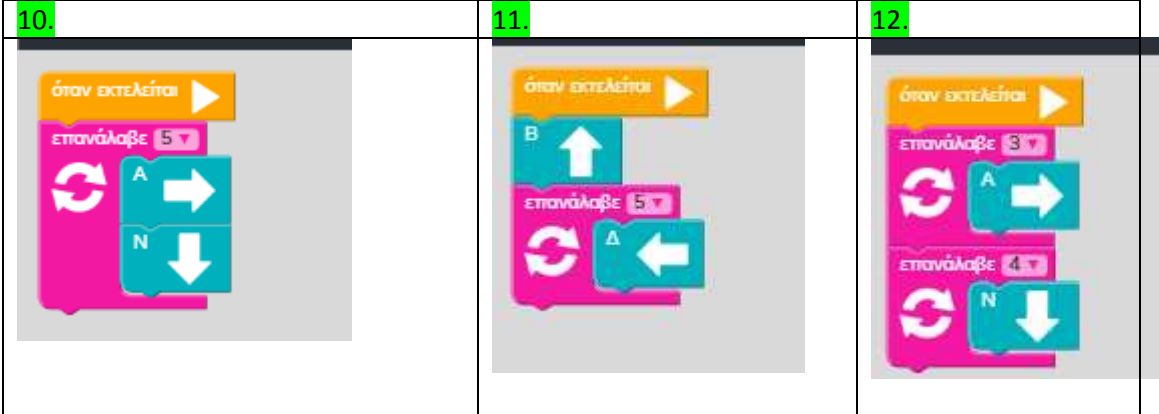 10.
όταν εκτελείται
επανάλαβε 5
Α
Ν
11.
όταν εκτελείται
Β
επανάλαβε 5
Δ
12.
όταν εκτελείται
επανάλαβε 3
Α
επανάλαβε 4
Ν